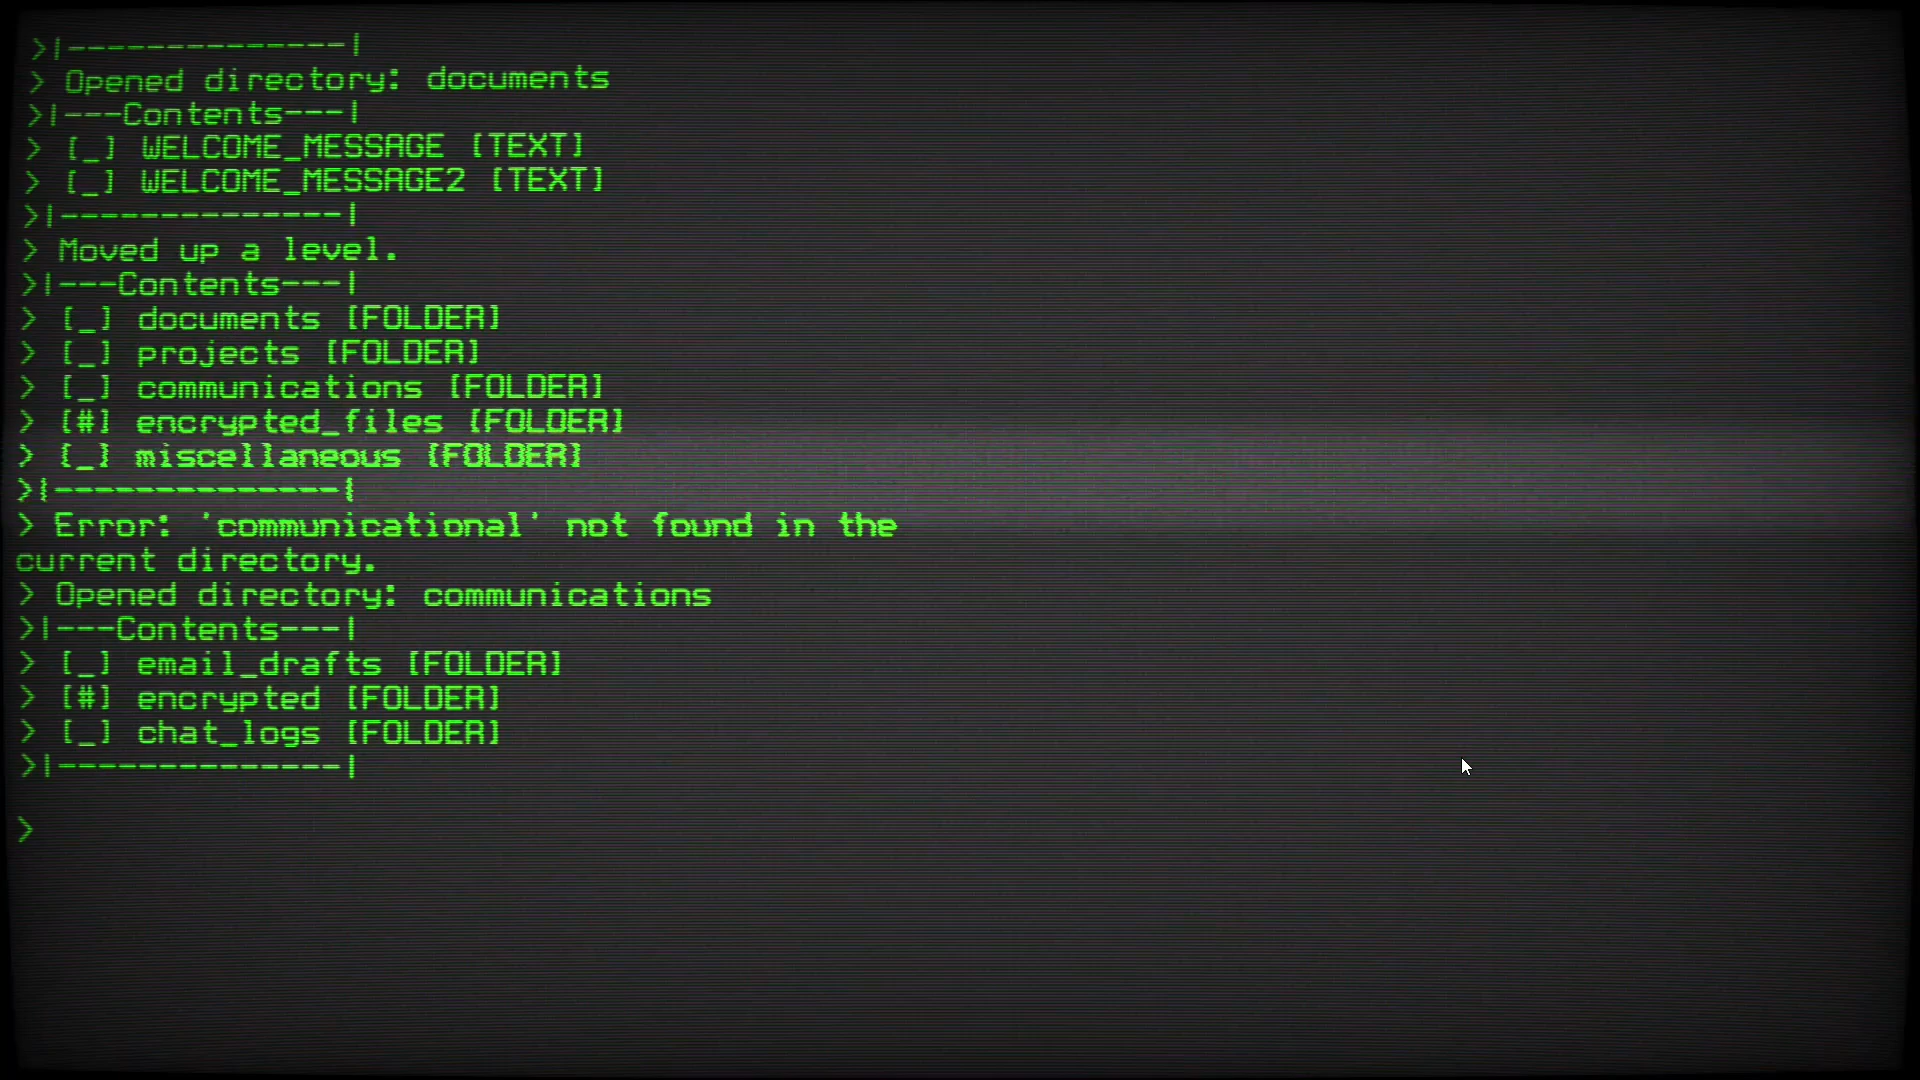 >|--------------|
> Opened directory: documents
>|---Contents---|
> [_] WELCOME_MESSAGE [TEXT]
> [_] WELCOME_MESSAGE2 [TEXT]
>|--------------|
> Moved up a level.
>|---Contents---|
> [_] documents [FOLDER]
> [_] projects [FOLDER]
> [_] communications [FOLDER]
> [#] encrypted_files [FOLDER]
> [_] miscellaneous [FOLDER]
>|--------------|
> Error: 'communicational' not found in the
current directory.
> Opened directory: communications
>|---Contents---|
> [_] email_drafts [FOLDER]
> [#] encrypted [FOLDER]
> [_] chat_logs [FOLDER]
>|--------------|
>